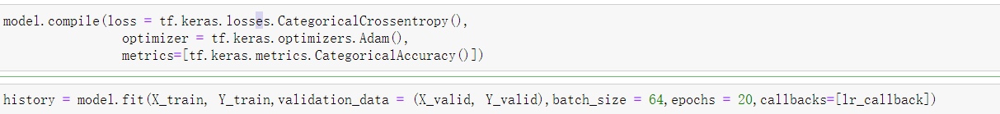 model.compile(loss = tf.keras.losses.CategoricalCrossentropy(),
optimizer = tf.keras.optimizers.Adam(),
metrics=[tf.keras.metrics.CategoricalAccuracy()])
history = model.fit(X_train, Y_train,validation_data = (X_valid, Y_valid),batch_size = 64,epochs = 20,callbacks=[lr_callback])